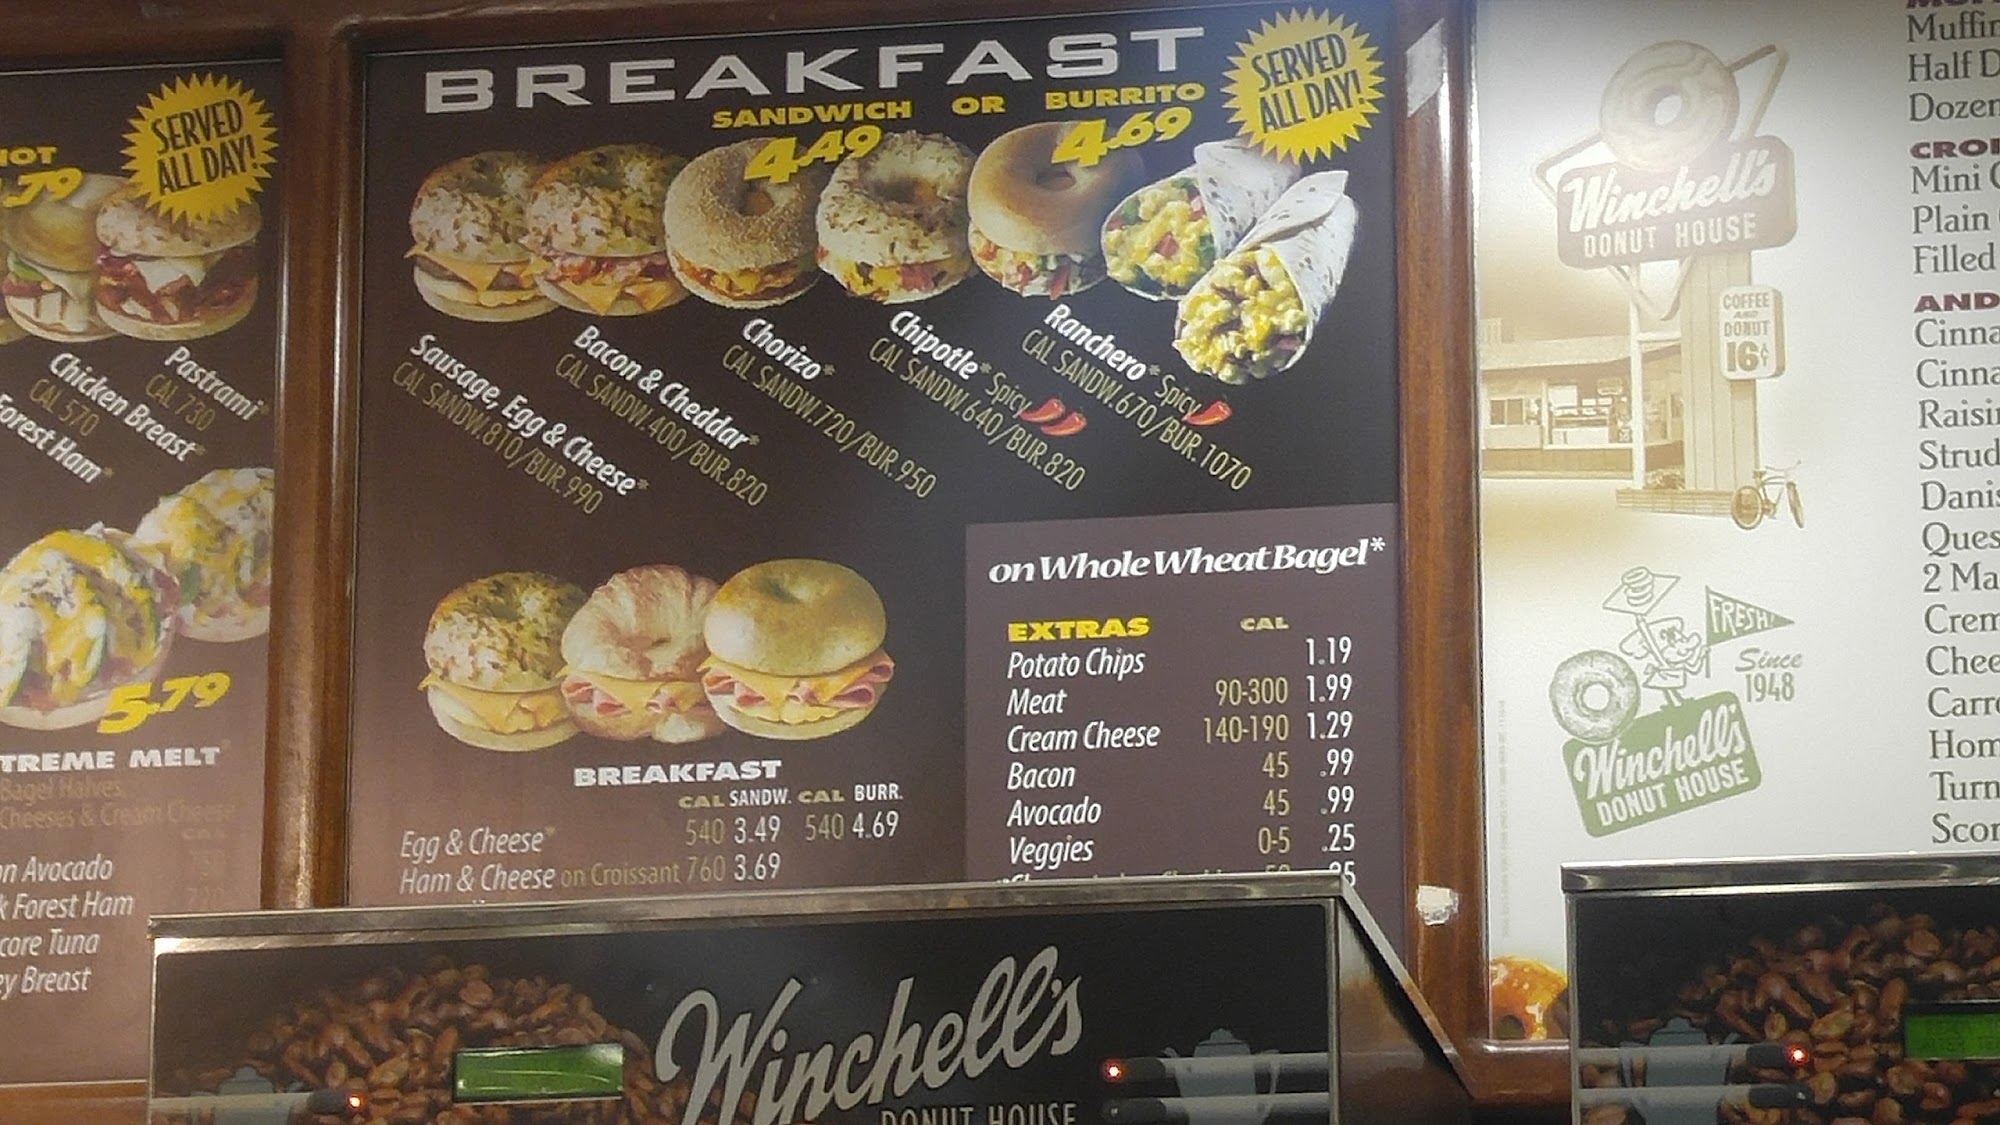 SERVED
ALL DAY!
.79
Pastrami*
CAL 730
Chicken Breast*
CAL 570
Forest Ham*
5.79
TREME MELT
Bagel Halves,
Cheeses & Cream Cheese
Avocado
Forest Ham
core Tuna
Breast
BREAKFAST
SANDWICH OR BURRITO
4.49 4.69
SERVED
ALL DAY!
Sausage, Egg & Cheese*
CAL SANDW.810/BUR.990
Bacon & Cheddar*
CAL SANDW.400/BUR.820
Chorizo*
CAL SANDW.720/BUR.950
Chipotle* Spicy
CAL SANDW.640/BUR.820
Ranchero* Spicy
CAL SANDW.670/BUR.1070
BREAKFAST
CAL SANDW. CAL BURR.
Egg & Cheese* 540 3.49 540 4.69
Ham & Cheese on Croissant 760 3.69
on Whole Wheat Bagel*
EXTRAS CAL
Potato Chips 1.19
Meat 90-300 1.99
Cream Cheese 140-190 1.29
Bacon 45 .99
Avocado 45 .99
Veggies 0-5 .25
Winchell's
DONUT HOUSE
COFFEE
AND
DONUT
16¢
FRESH!
Since
1948
Winchell's
DONUT HOUSE
Muffin
Half D
Dozen
CROI
Mini
Plain
Filled
AND
Cinna
Cinna
Raisin
Strud
Danis
Ques
2 Ma
Crem
Chee
Carro
Hom
Turn
Scon
Winchell's
DONUT HOUSE